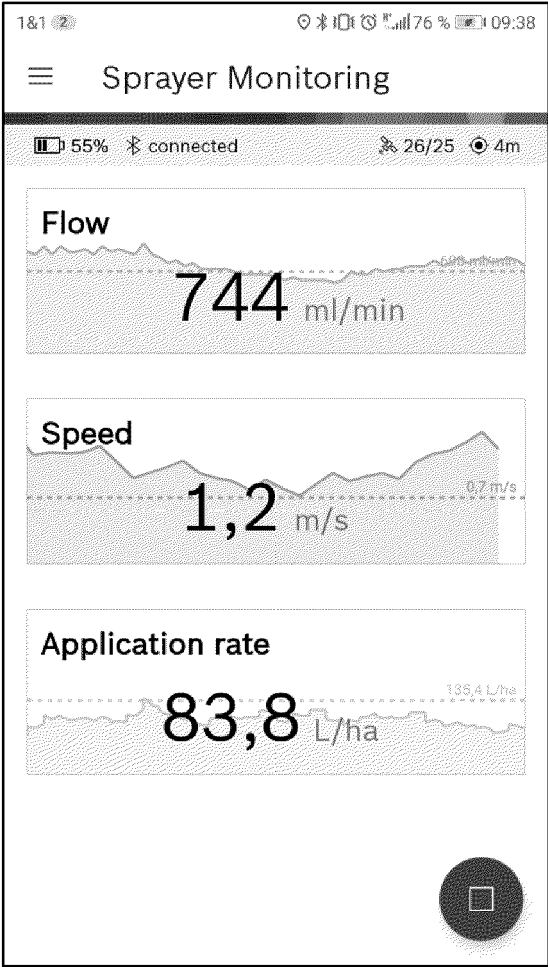 1&1 2 76 % 09:38
Sprayer Monitoring
55% connected 26/25 4m
Flow
744 ml/min
Speed
0,7 m/s
1,2 m/s
Application rate
135,4 L/ha
83,8 L/ha